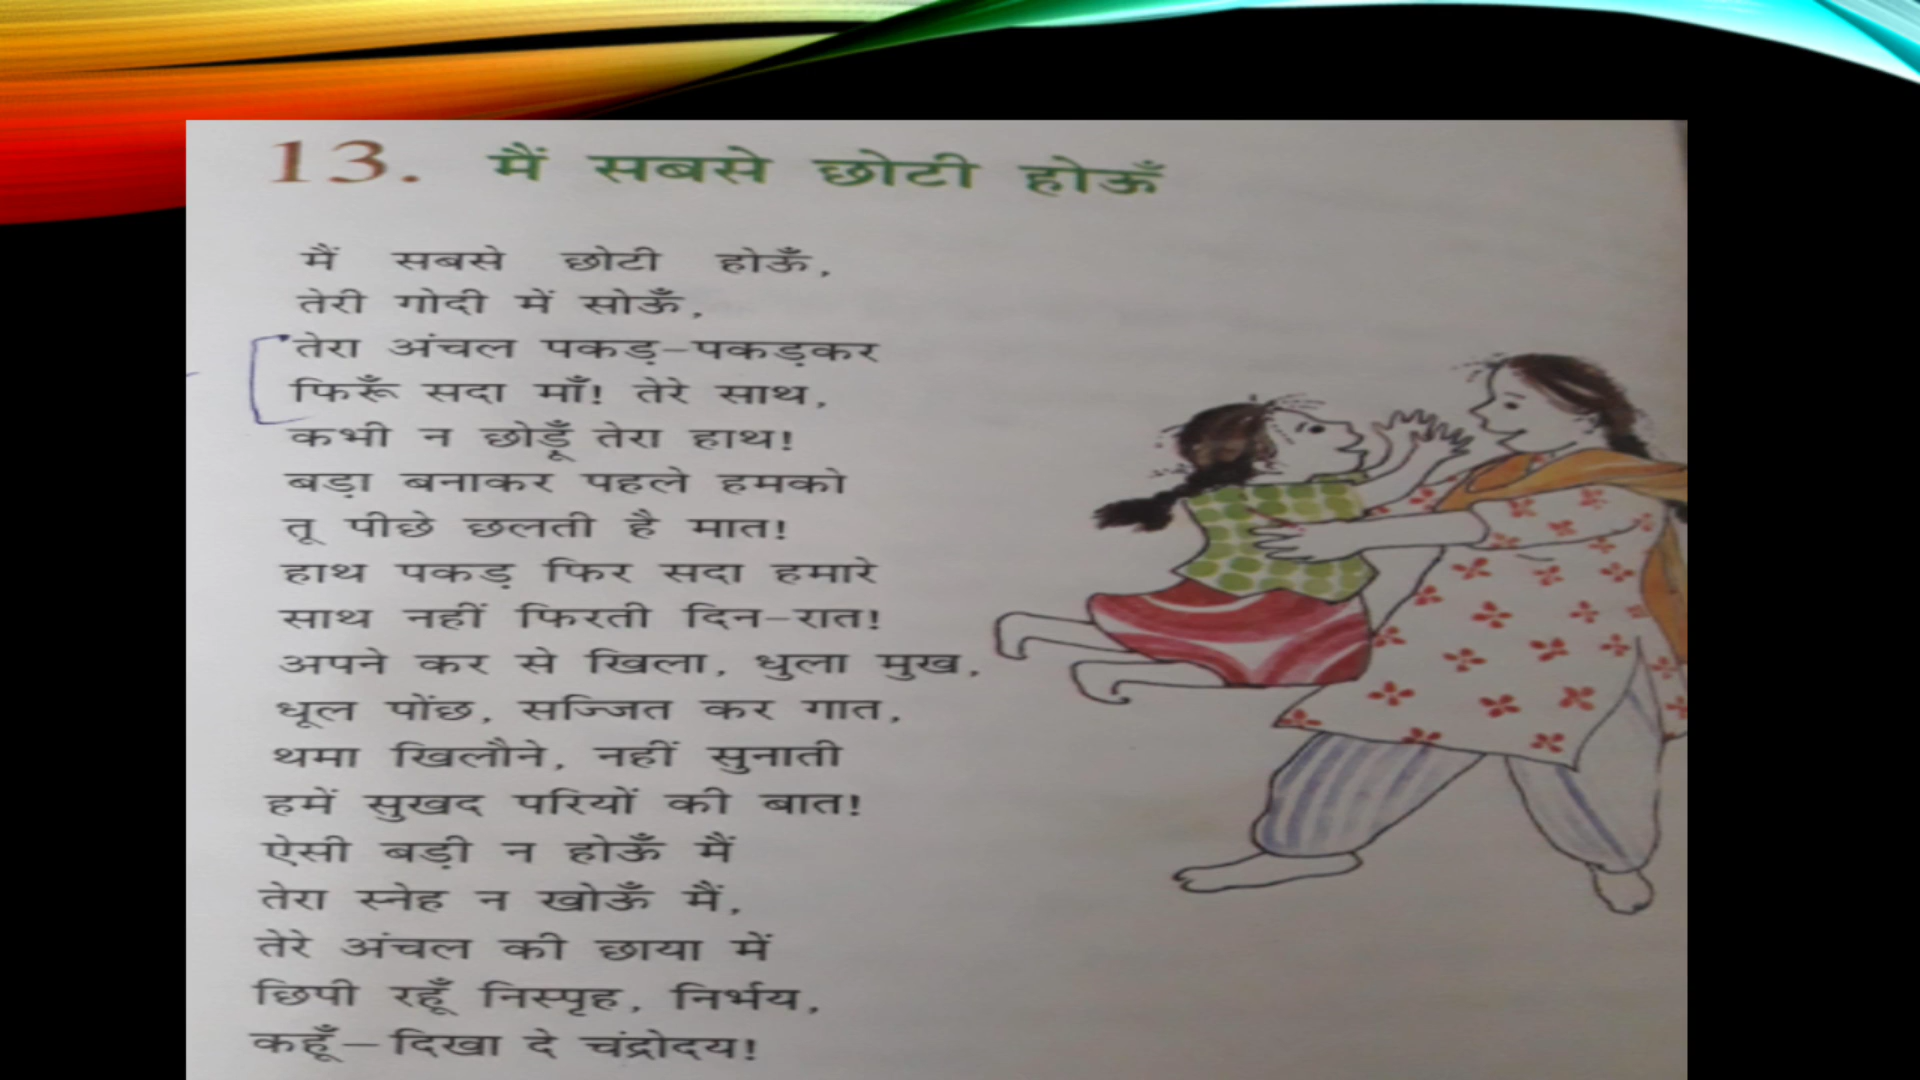 13. मैं सबसे छोटी होऊँ
मैं सबसे छोटी होऊँ,
तेरी गोदी में सोऊँ,
तेरा अंचल पकड़-पकड़कर
फिरूँ सदा माँ! तेरे साथ,
कभी न छोड़ूँ तेरा हाथ!
बड़ा बनाकर पहले हमको
तू पीछे छलती है मात!
हाथ पकड़ फिर सदा हमारे
साथ नहीं फिरती दिन-रात!
अपने कर से खिला, धुला मुख,
धूल पोंछ, सज्जित कर गात,
थमा खिलौने, नहीं सुनाती
हमें सुखद परियों की बात!
ऐसी बड़ी न होऊँ मैं
तेरा स्नेह न खोऊँ मैं,
तेरे अंचल की छाया में
छिपी रहूँ निस्पृह, निर्भय,
कहूँ-दिखा दे चंद्रोदय!